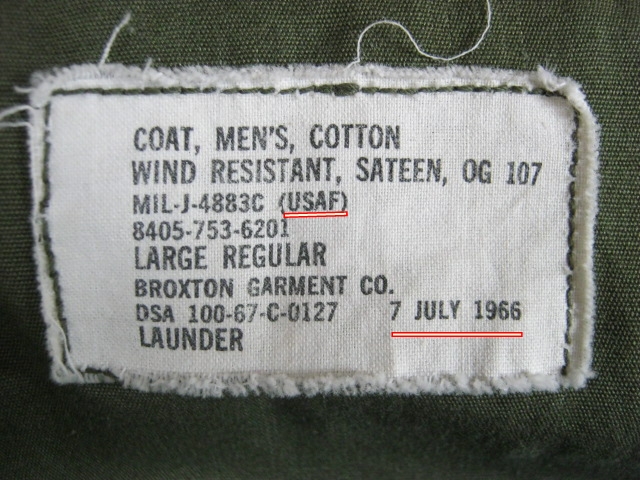 COAT, MEN'S, COTTON
WIND RESISTANT, SATEEN, OG 107
MIL-J-4883C (USAF)
8405-753-6201
LARGE REGULAR
BROXTON GARMENT CO.
DSA 100-67-C-0127 7 JULY 1966
LAUNDER